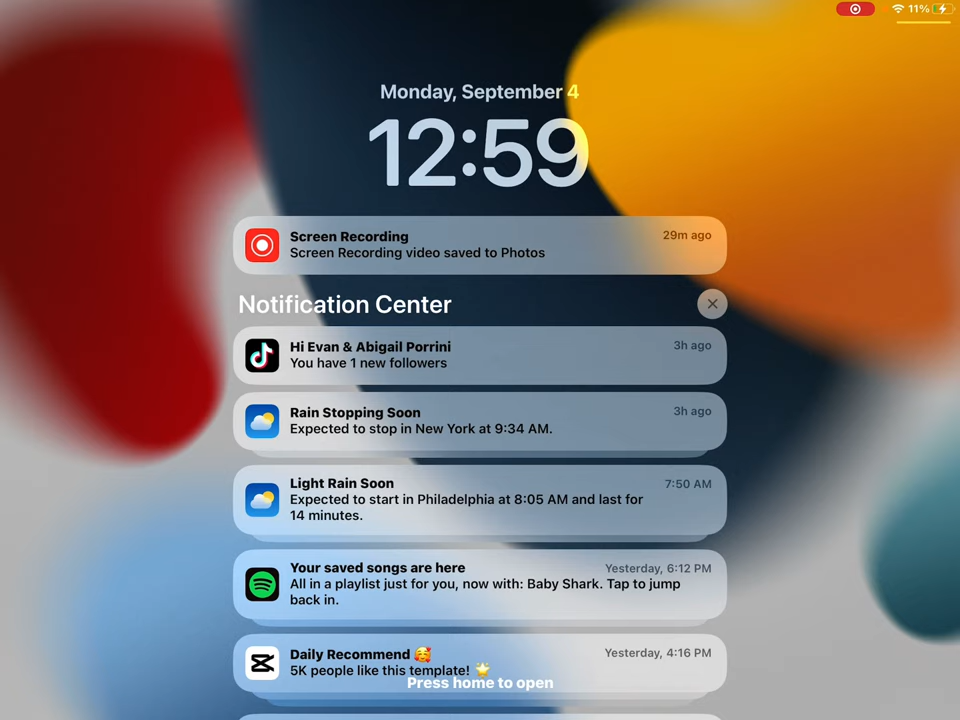 11%
Monday, September 4
12:59
Screen Recording
29m ago
Screen Recording video saved to Photos
Notification Center
Hi Evan & Abigail Porrini
3h ago
You have 1 new followers
Rain Stopping Soon
3h ago
Expected to stop in New York at 9:34 AM.
Light Rain Soon
7:50 AM
Expected to start in Philadelphia at 8:05 AM and last for
14 minutes.
Your saved songs are here
Yesterday, 6:12 PM
All in a playlist just for you, now with: Baby Shark. Tap to jump
back in.
Daily Recommend 🥰
Yesterday, 4:16 PM
5K people like this template! 🌟
Press home to open